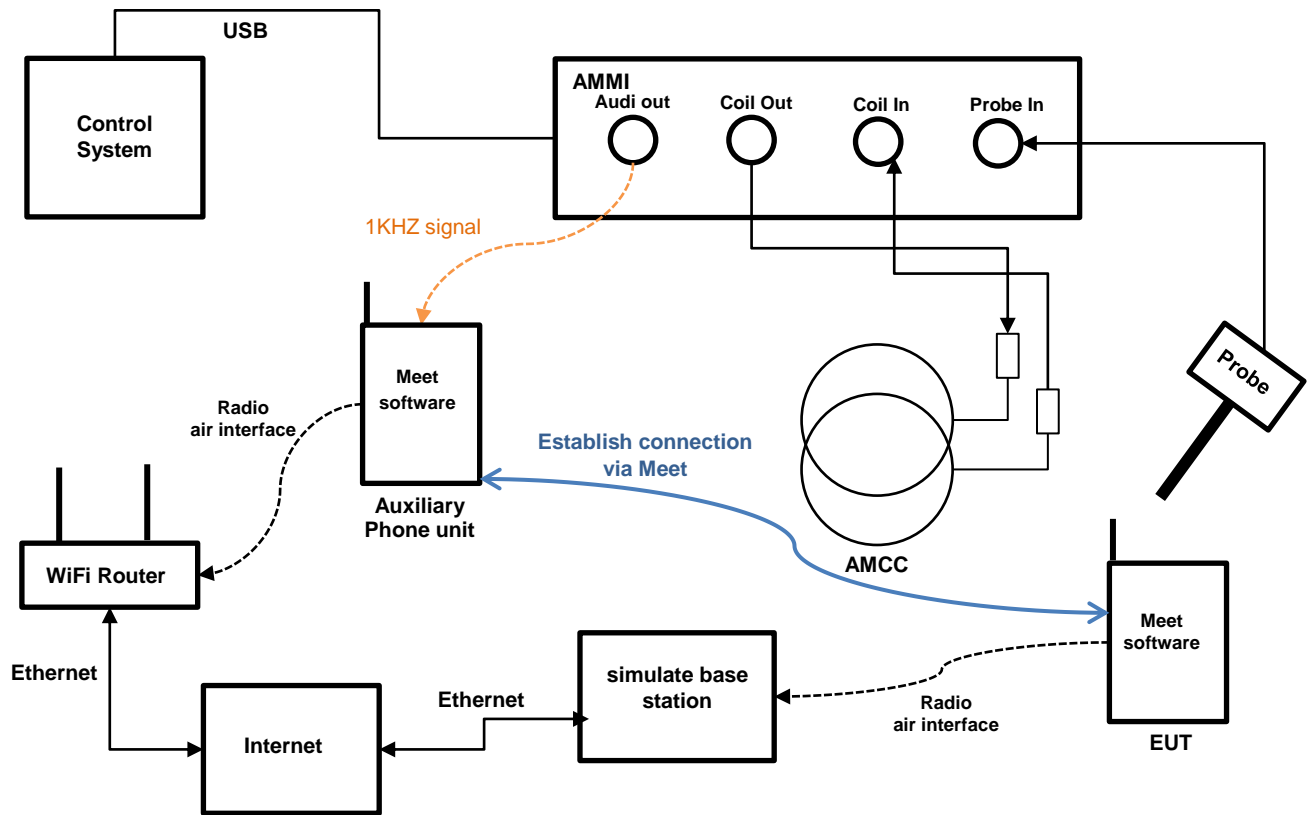 USB
Control
System
AMMI
Audi out
Coil Out
Coil In
Probe In
1KHZ signal
Probe
Meet
software
Radio
air interface
Establish connection
via Meet
Auxiliary
Phone unit
AMCC
WiFi Router
Meet
software
Ethernet
simulate base
station
Ethernet
Radio
air interface
Internet
EUT